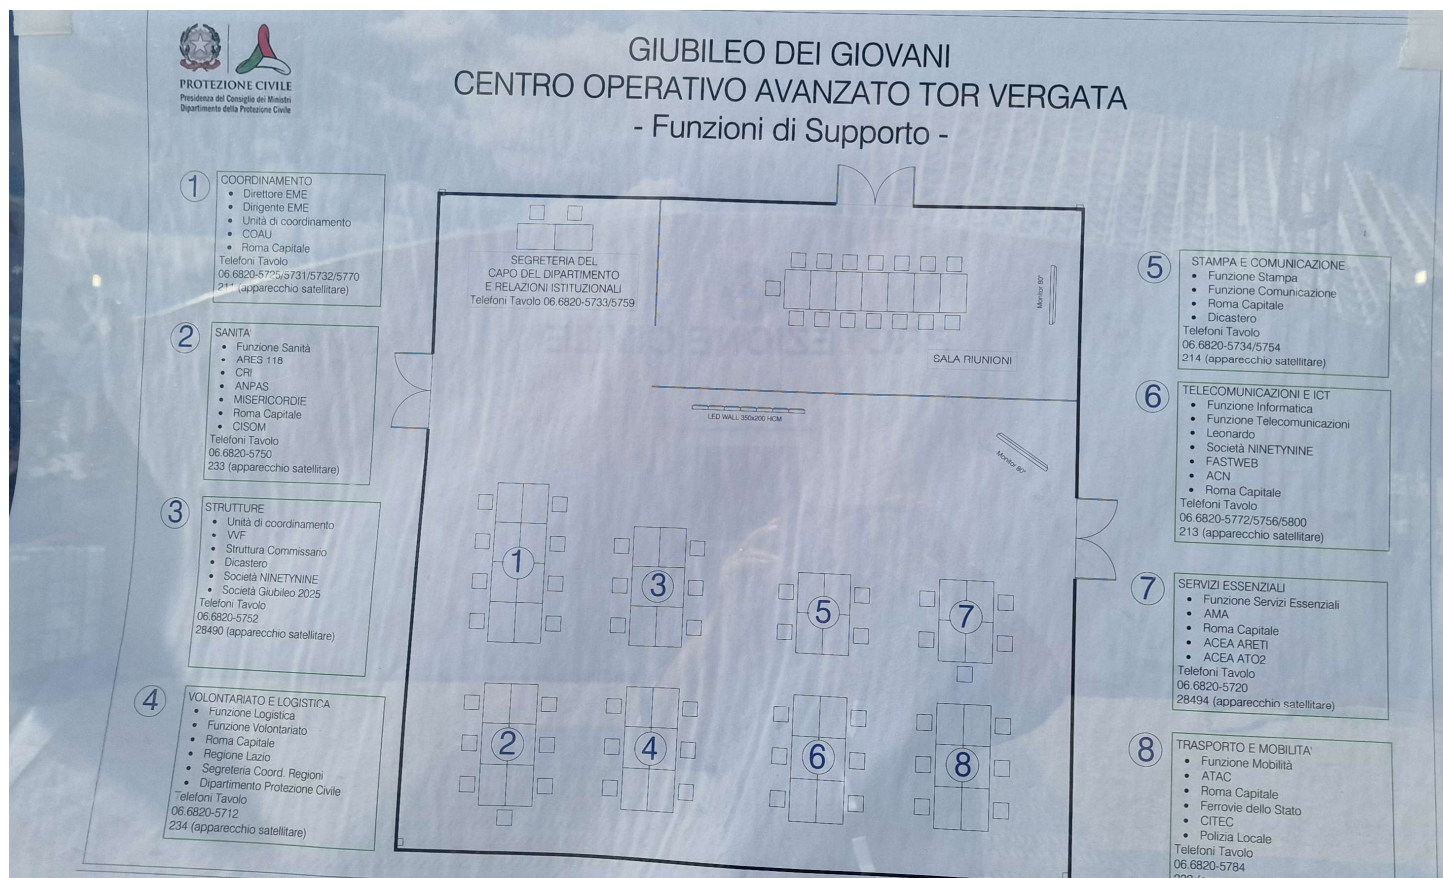 PROTEZIONE CIVILE
Presidenza del Consiglio dei Ministri
Dipartimento della Protezione Civile
GIUBILEO DEI GIOVANI
CENTRO OPERATIVO AVANZATO TOR VERGATA
- Funzioni di Supporto -
1
COORDINAMENTO
• Direttore EME
• Dirigente EME
• Unità di coordinamento
• COAU
• Roma Capitale
Telefoni Tavolo
06.6820-5725/5731/5732/5770
211 (apparecchio satellitare)
2
SANITA'
• Funzione Sanità
• ARES 118
• CRI
• ANPAS
• MISERICORDIE
• Roma Capitale
• CISOM
Telefoni Tavolo
06.6820-5750
233 (apparecchio satellitare)
3
STRUTTURE
• Unità di coordinamento
• VVF
• Struttura Commissario
• Dicastero
• Società NINETYNINE
• Società Giubileo 2025
Telefoni Tavolo
06.6820-5752
28490 (apparecchio satellitare)
4
VOLONTARIATO E LOGISTICA
• Funzione Logistica
• Funzione Volontariato
• Roma Capitale
• Regione Lazio
• Segreteria Coord. Regioni
• Dipartimento Protezione Civile
Telefoni Tavolo
06.6820-5712
234 (apparecchio satellitare)
SEGRETERIA DEL
CAPO DEL DIPARTIMENTO
E RELAZIONI ISTITUZIONALI
Telefoni Tavolo 06.6820-5733/5759
Monitor 80"
SALA RIUNIONI
LED WALL 350x200 HCM
Monitor 80"
1
3
5
7
2
4
6
8
5
STAMPA E COMUNICAZIONE
• Funzione Stampa
• Funzione Comunicazione
• Roma Capitale
• Dicastero
Telefoni Tavolo
06.6820-5734/5754
214 (apparecchio satellitare)
6
TELECOMUNICAZIONI E ICT
• Funzione Informatica
• Funzione Telecomunicazioni
• Leonardo
• Società NINETYNINE
• FASTWEB
• ACN
• Roma Capitale
Telefoni Tavolo
06.6820-5772/5756/5800
213 (apparecchio satellitare)
7
SERVIZI ESSENZIALI
• Funzione Servizi Essenziali
• AMA
• Roma Capitale
• ACEA ARETI
• ACEA ATO2
Telefoni Tavolo
06.6820-5720
28494 (apparecchio satellitare)
8
TRASPORTO E MOBILITA'
• Funzione Mobilità
• ATAC
• Roma Capitale
• Ferrovie dello Stato
• CITEC
• Polizia Locale
Telefoni Tavolo
06.6820-5784